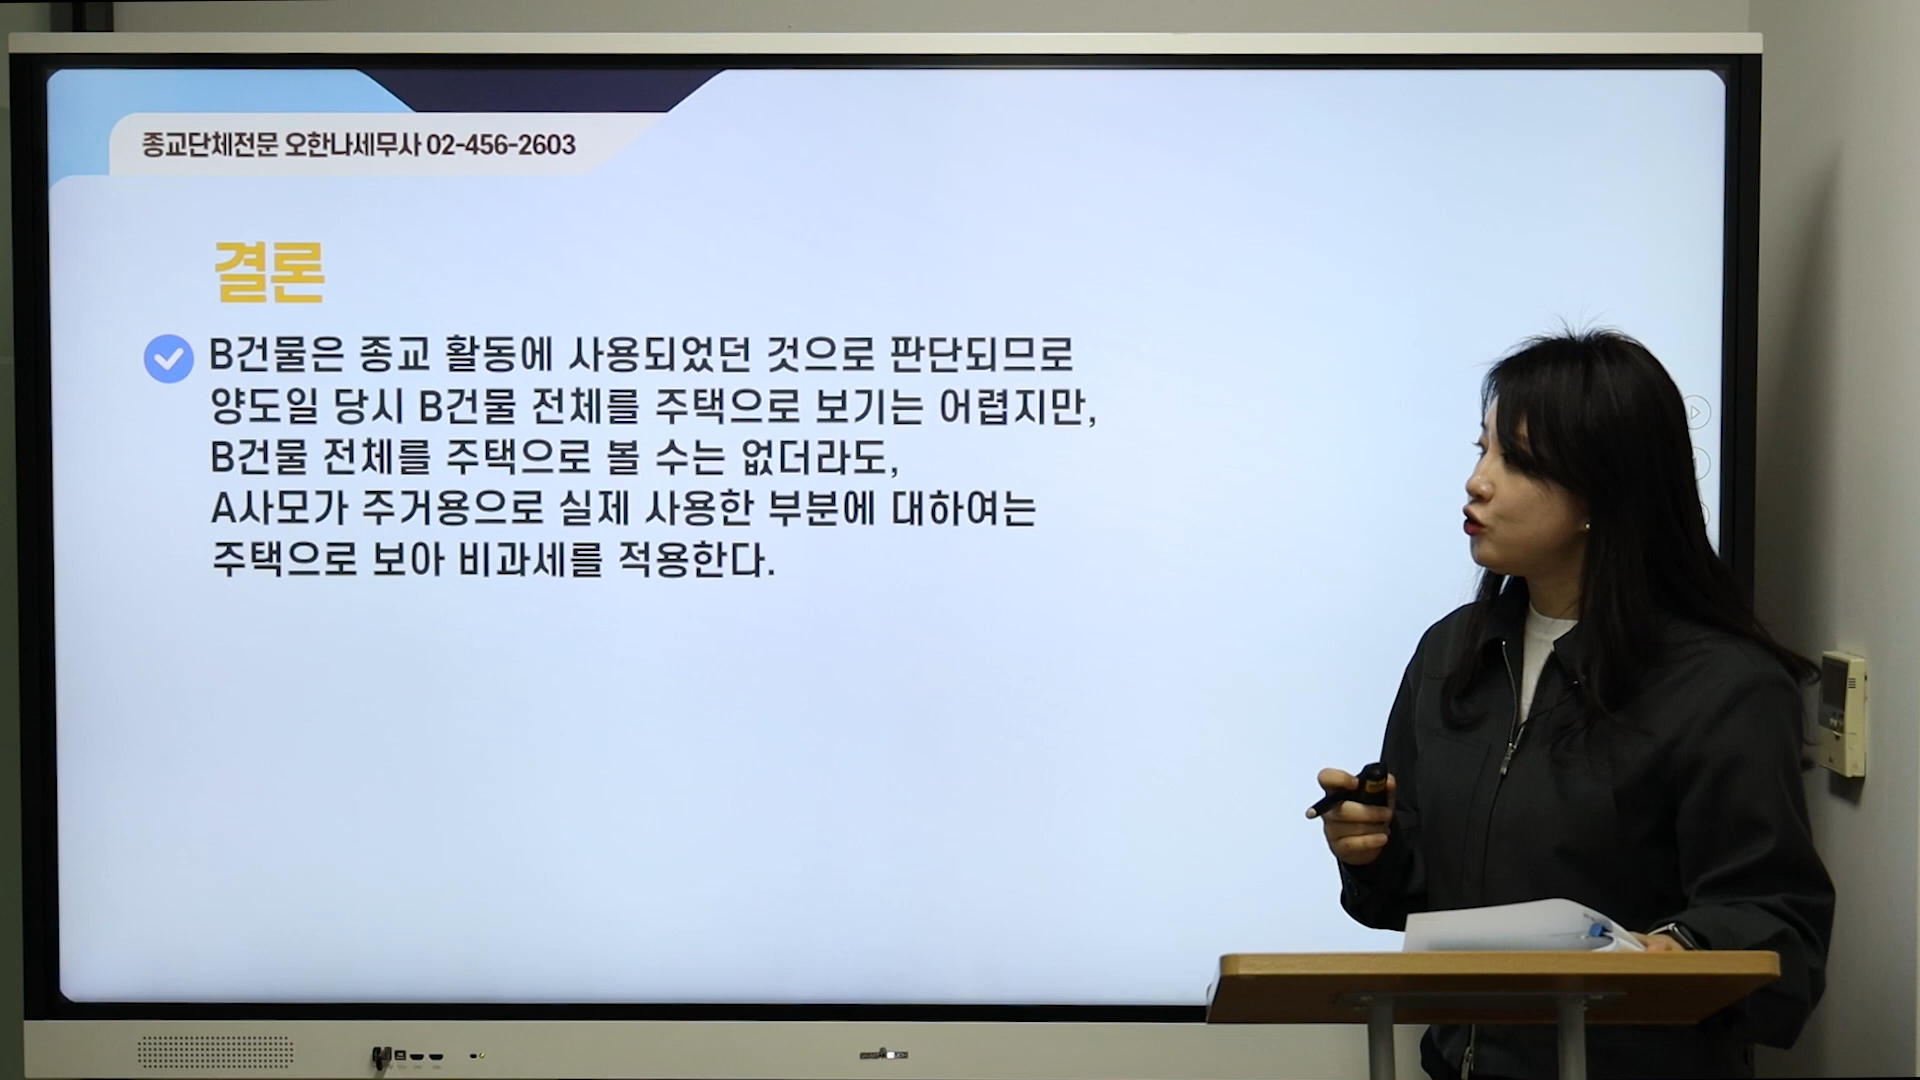 종교단체전문 오한나세무사 02-456-2603
결론
B건물은 종교 활동에 사용되었던 것으로 판단되므로
양도일 당시 B건물 전체를 주택으로 보기는 어렵지만,
B건물 전체를 주택으로 볼 수는 없더라도,
A사모가 주거용으로 실제 사용한 부분에 대하여는
주택으로 보아 비과세를 적용한다.